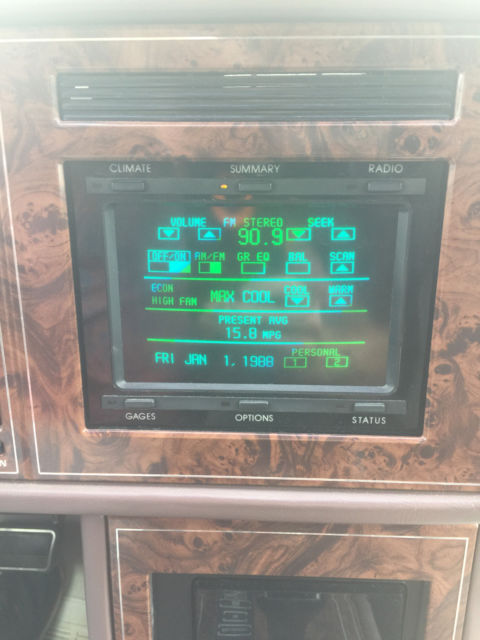 CLIMATE SUMMARY RADIO
VOLUME FM STEREO SEEK
90.9
OFF/ON AM/FM GR EQ BAL SCAN
ECON MAX COOL COOL WARM
HIGH FAN
PRESENT AVG
15.8 MPG
FRI JAN 1, 1988 PERSONAL
1 2
GAGES OPTIONS STATUS
N